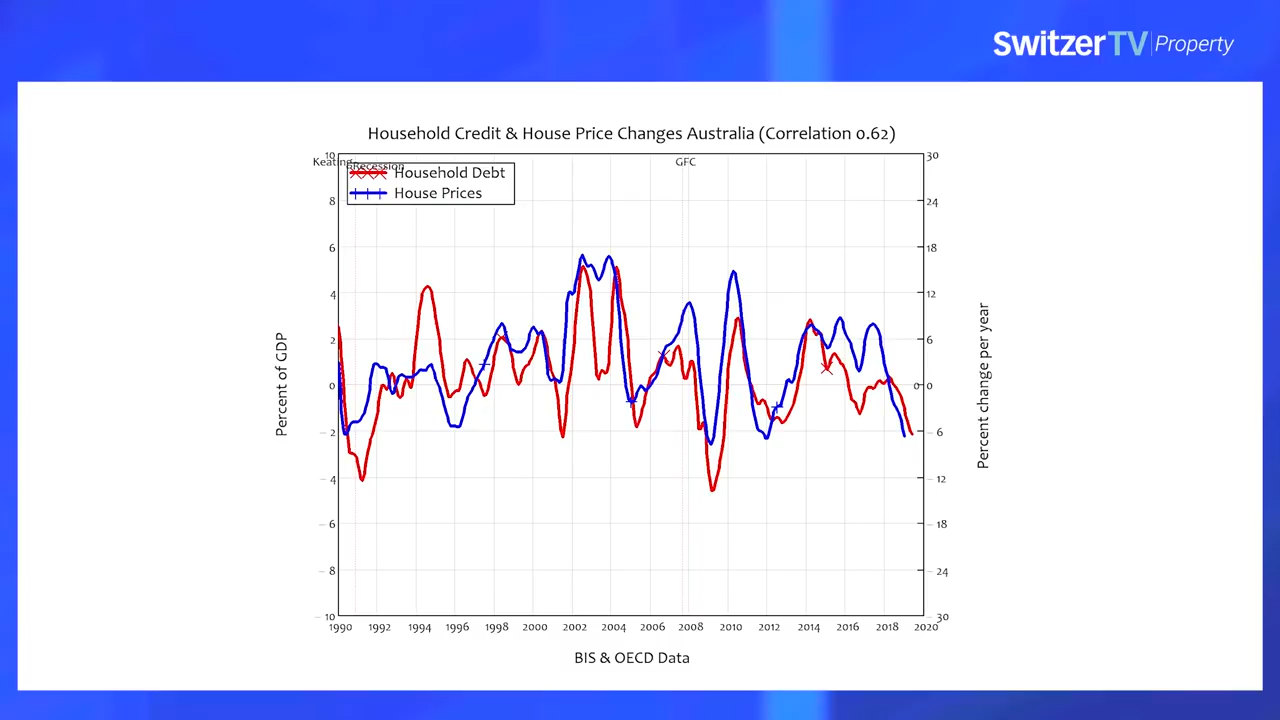 SwitzerTV Property
Household Credit & House Price Changes Australia (Correlation 0.62)
Keating Recession
GFC
Household Debt
House Prices
10
8
6
4
2
0
– 2
– 4
– 6
– 8
– 10
Percent of GDP
30
24
18
12
6
0
– 6
– 12
– 18
– 24
– 30
Percent change per year
1990 1992 1994 1996 1998 2000 2002 2004 2006 2008 2010 2012 2014 2016 2018 2020
BIS & OECD Data